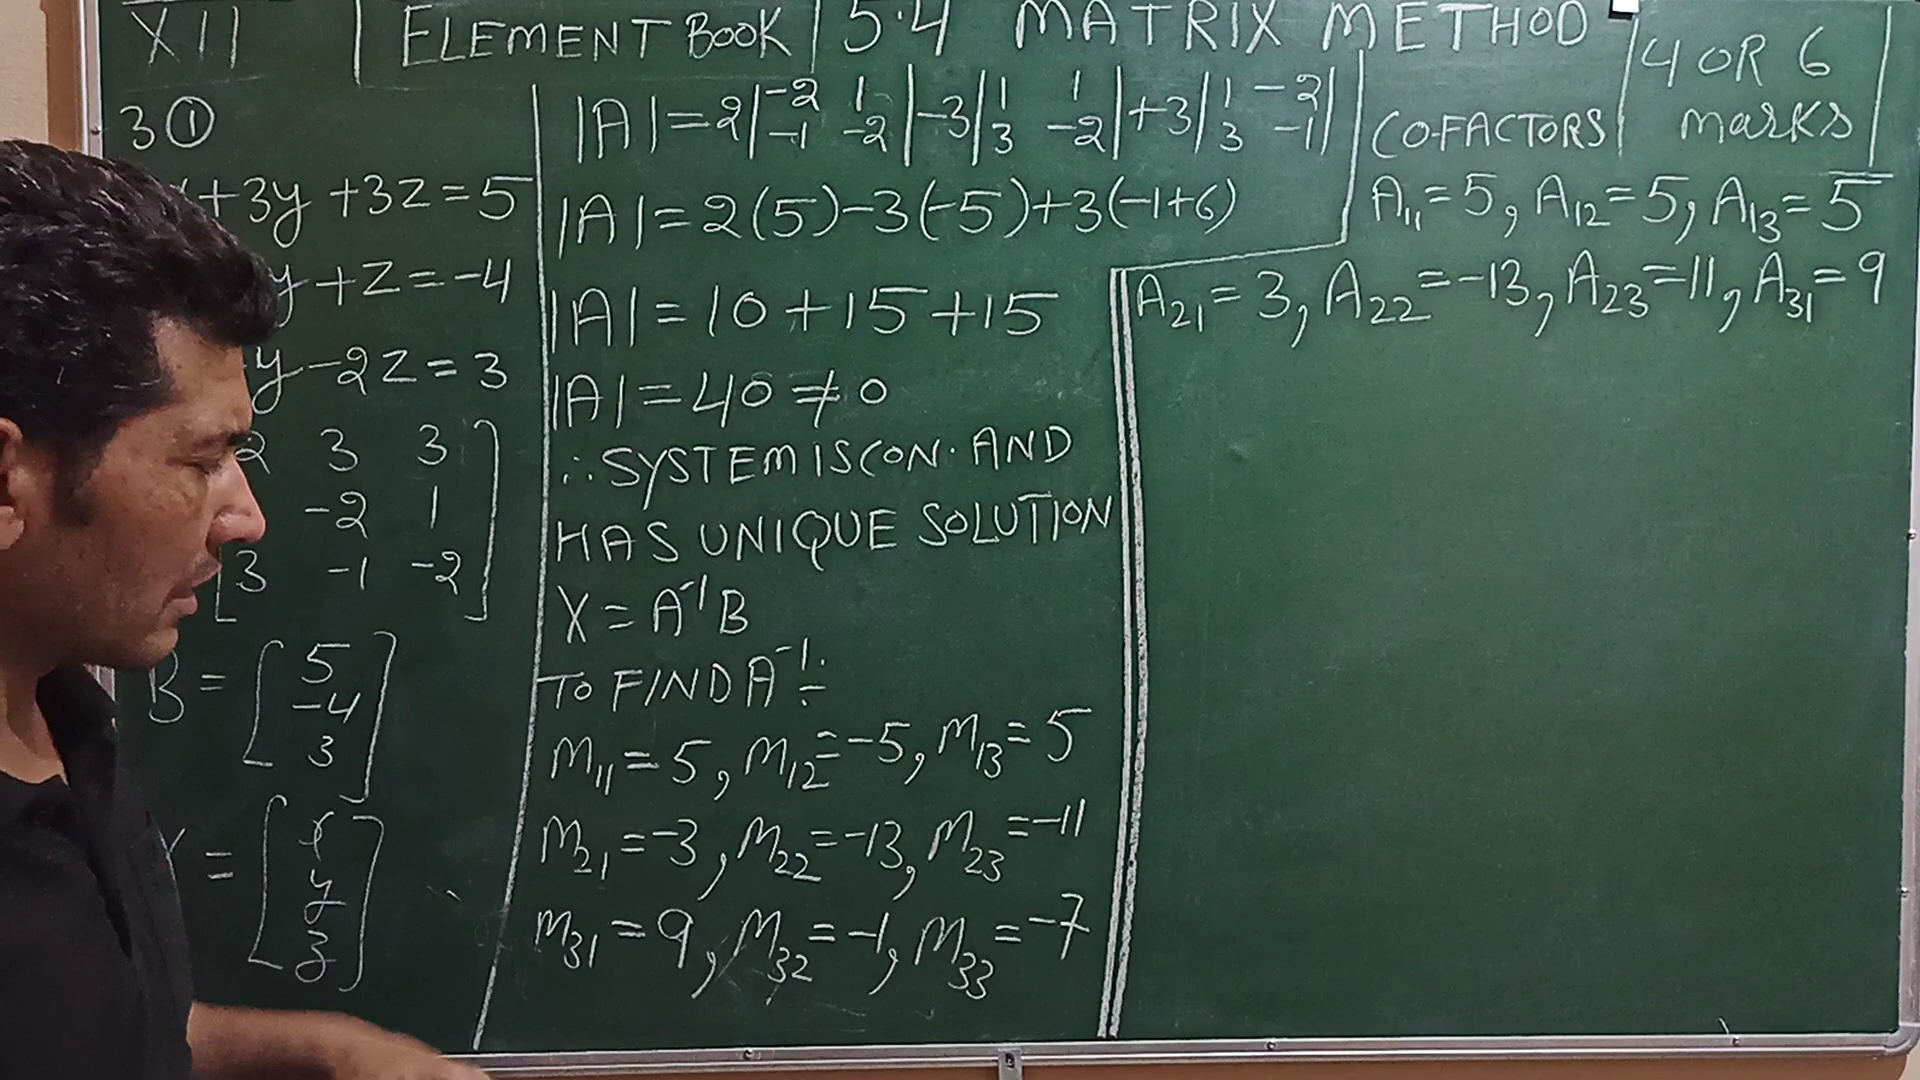 XII | ELEMENT BOOK | 5.4 MATRIX METHOD | 4 OR 6 marks
3 ①
+3y +3z=5
y+z=-4
y-2z=3
2 3 3
-2 1
3 -1 -2
B = [5
-4
3]
= [x
y
z]
|A|=2|-2 1|-3|1 1|+3|1 -2|
|-1 -2| |3 -2| |3 -1|
|A|=2(5)-3(-5)+3(-1+6)
|A|=10+15+15
|A|=40≠0
∴SYSTEM IS CON. AND
HAS UNIQUE SOLUTION
X=A⁻¹B
TO FIND A⁻¹:-
M₁₁=5, M₁₂=-5, M₁₃=5
M₂₁=-3, M₂₂=-13, M₂₃=-11
M₃₁=9, M₃₂=-1, M₃₃=-7
COFACTORS
A₁₁=5, A₁₂=5, A₁₃=5
A₂₁=3, A₂₂=-13, A₂₃=11, A₃₁=9